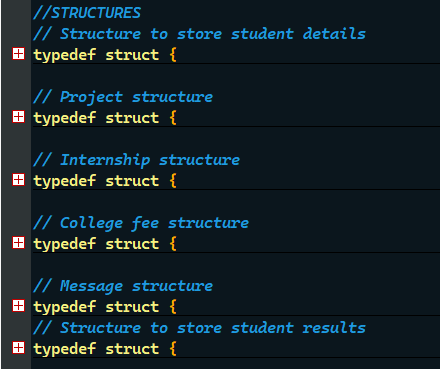 //STRUCTURES
// Structure to store student details
typedef struct {
// Project structure
typedef struct {
// Internship structure
typedef struct {
// College fee structure
typedef struct {
// Message structure
typedef struct {
// Structure to store student results
typedef struct {